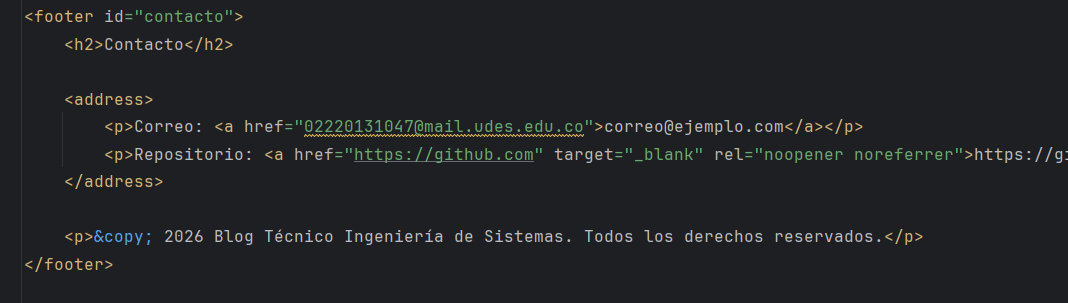 <footer id="contacto">
<h2>Contacto</h2>
<address>
<p>Correo: <a href="02220131047@mail.udes.edu.co">correo@ejemplo.com</a></p>
<p>Repositorio: <a href="https://github.com" target="_blank" rel="noopener noreferrer">https://gi
</address>
<p>&copy; 2026 Blog Técnico Ingeniería de Sistemas. Todos los derechos reservados.</p>
</footer>